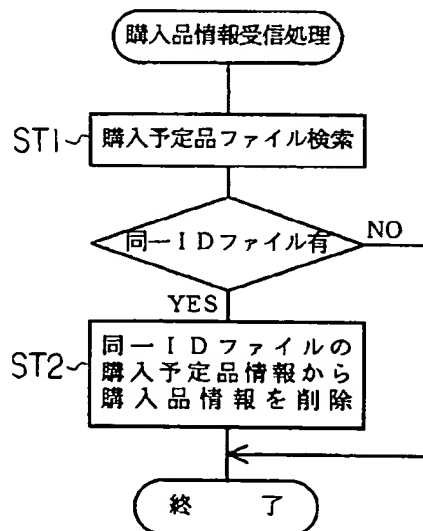 購入品情報受信処理
ST1 購入予定品ファイル検索
同一IDファイル有
NO
YES
ST2
同一IDファイルの
購入予定品情報から
購入品情報を削除
終 了